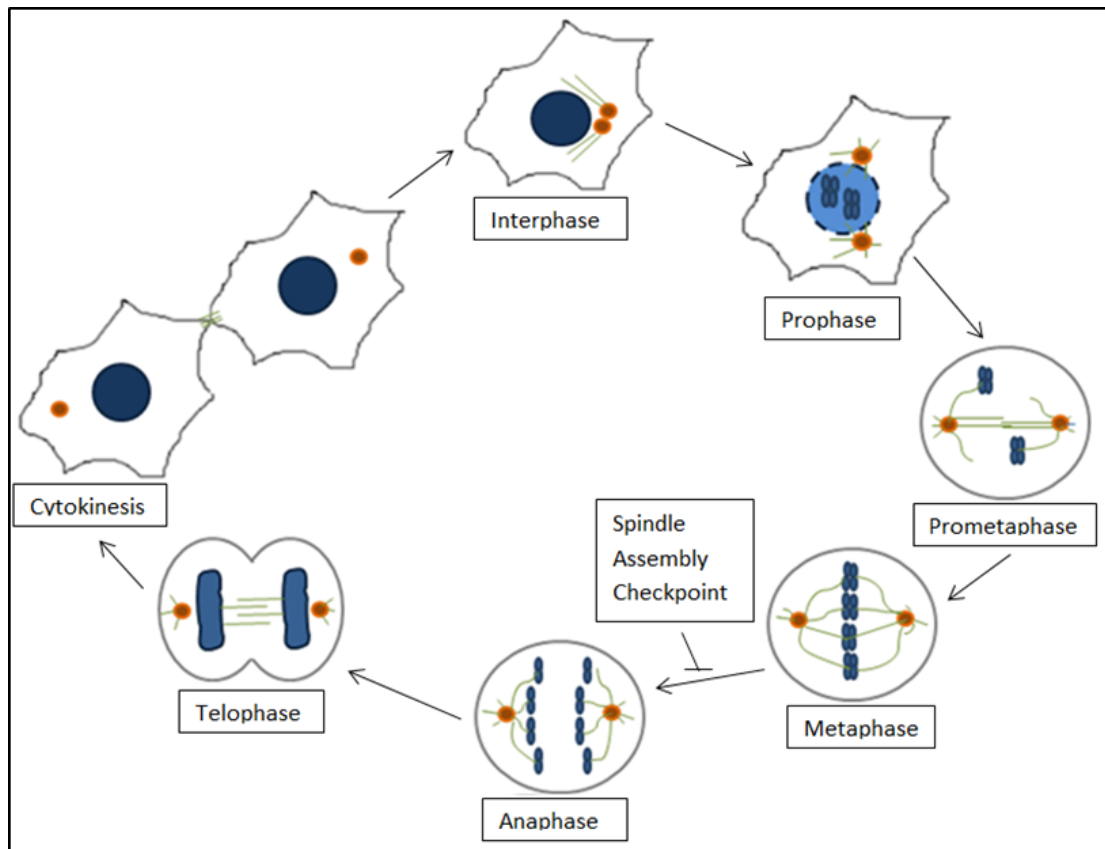 Interphase
Prophase
Prometaphase
Spindle
Assembly
Checkpoint
Metaphase
Anaphase
Telophase
Cytokinesis